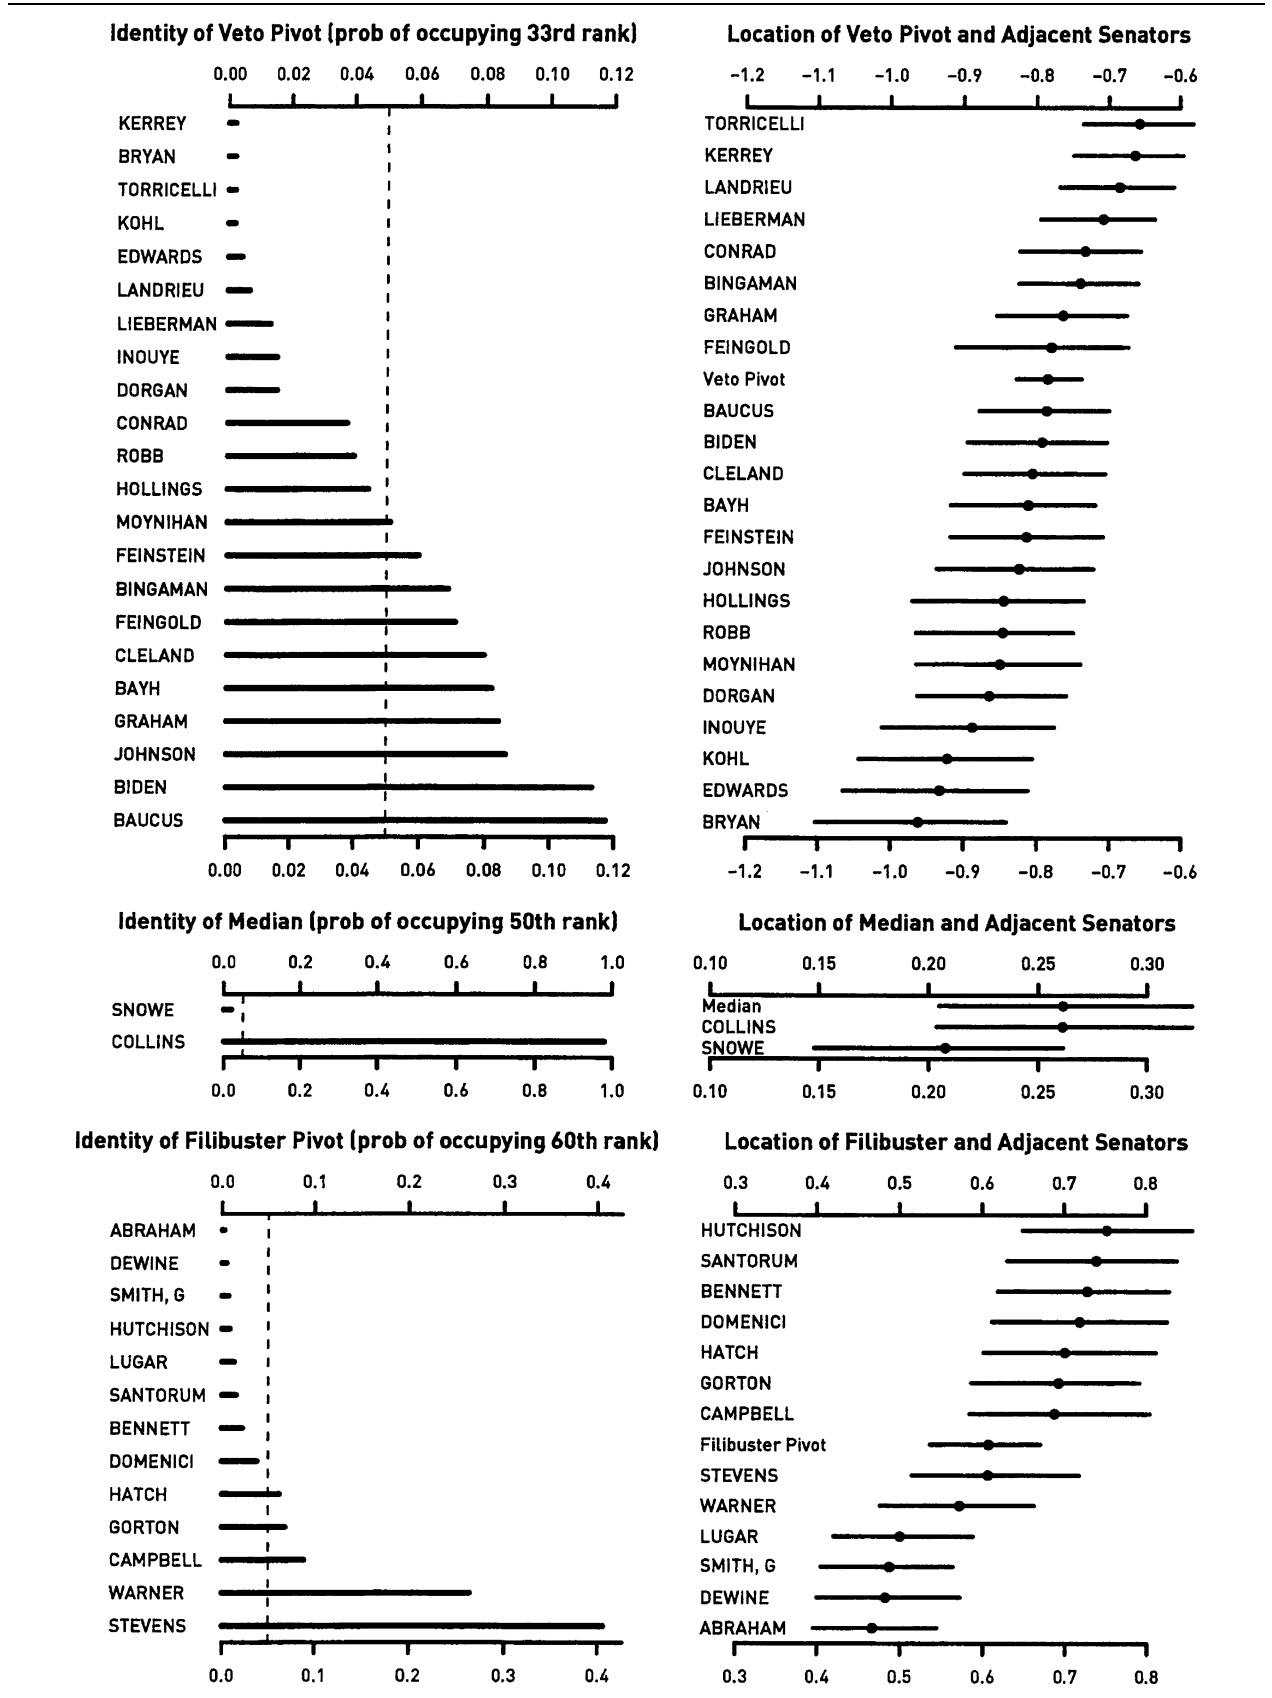 Identity of Veto Pivot (prob of occupying 33rd rank)
0.00 0.02 0.04 0.06 0.08 0.10 0.12
KERREY
BRYAN
TORRICELLI
KOHL
EDWARDS
LANDRIEU
LIEBERMAN
INOUYE
DORGAN
CONRAD
ROBB
HOLLINGS
MOYNIHAN
FEINSTEIN
BINGAMAN
FEINGOLD
CLELAND
BAYH
GRAHAM
JOHNSON
BIDEN
BAUCUS
0.00 0.02 0.04 0.06 0.08 0.10 0.12
Location of Veto Pivot and Adjacent Senators
−1.2 −1.1 −1.0 −0.9 −0.8 −0.7 −0.6
TORRICELLI
KERREY
LANDRIEU
LIEBERMAN
CONRAD
BINGAMAN
GRAHAM
FEINGOLD
Veto Pivot
BAUCUS
BIDEN
CLELAND
BAYH
FEINSTEIN
JOHNSON
HOLLINGS
ROBB
MOYNIHAN
DORGAN
INOUYE
KOHL
EDWARDS
BRYAN
−1.2 −1.1 −1.0 −0.9 −0.8 −0.7 −0.6
Identity of Median (prob of occupying 50th rank)
0.0 0.2 0.4 0.6 0.8 1.0
SNOWE
COLLINS
0.0 0.2 0.4 0.6 0.8 1.0
Location of Median and Adjacent Senators
0.10 0.15 0.20 0.25 0.30
Median
COLLINS
SNOWE
0.10 0.15 0.20 0.25 0.30
Identity of Filibuster Pivot (prob of occupying 60th rank)
0.0 0.1 0.2 0.3 0.4
ABRAHAM
DEWINE
SMITH, G
HUTCHISON
LUGAR
SANTORUM
BENNETT
DOMENICI
HATCH
GORTON
CAMPBELL
WARNER
STEVENS
0.0 0.1 0.2 0.3 0.4
Location of Filibuster and Adjacent Senators
0.3 0.4 0.5 0.6 0.7 0.8
HUTCHISON
SANTORUM
BENNETT
DOMENICI
HATCH
GORTON
CAMPBELL
Filibuster Pivot
STEVENS
WARNER
LUGAR
SMITH, G
DEWINE
ABRAHAM
0.3 0.4 0.5 0.6 0.7 0.8